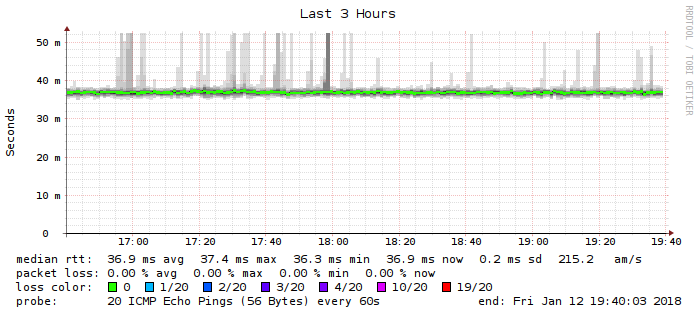 Last 3 Hours
RRDTOOL / TOBI OETIKER
Seconds
50 m
40 m
30 m
20 m
10 m
0
17:00 17:20 17:40 18:00 18:20 18:40 19:00 19:20 19:40
median rtt: 36.9 ms avg 37.4 ms max 36.3 ms min 36.9 ms now 0.2 ms sd 215.2 am/s
packet loss: 0.00 % avg 0.00 % max 0.00 % min 0.00 % now
loss color: 0 1/20 2/20 3/20 4/20 10/20 19/20
probe: 20 ICMP Echo Pings (56 Bytes) every 60s end: Fri Jan 12 19:40:03 2018